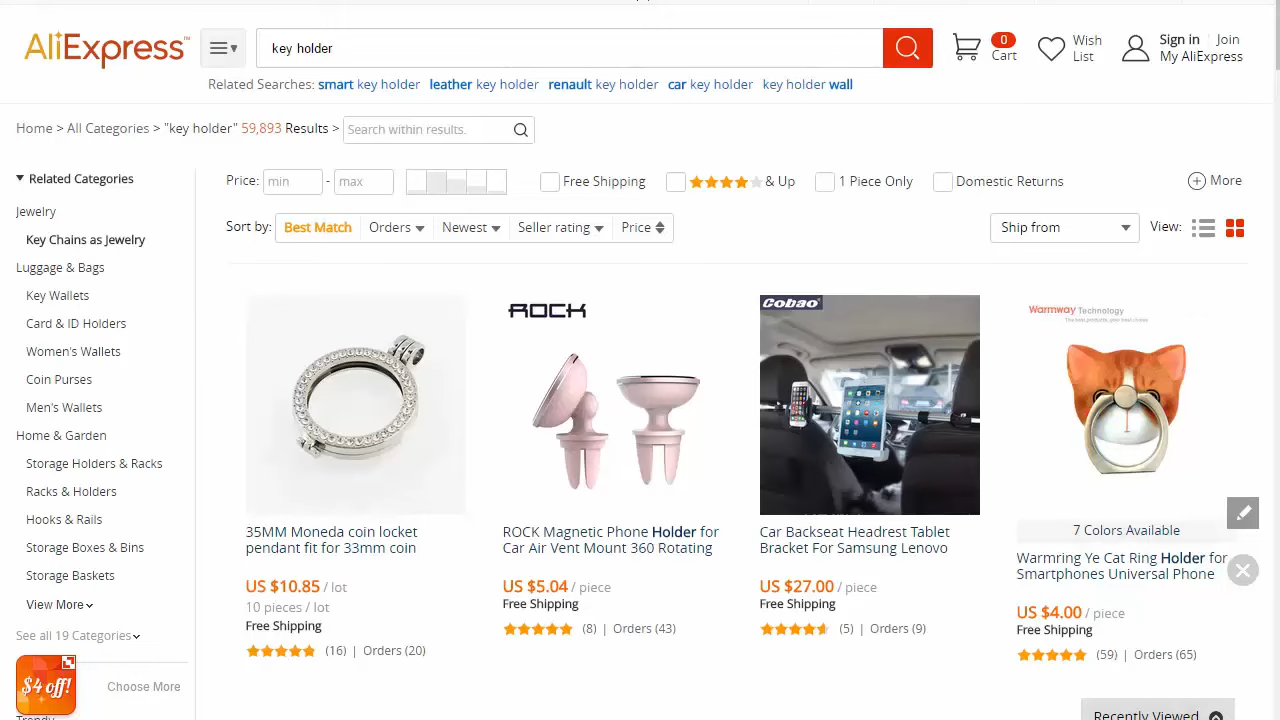 AliExpress™
key holder
0
Cart
Wish
List
Sign in
Join
My AliExpress
Related Searches: smart key holder leather key holder renault key holder car key holder key holder wall
Home > All Categories > "key holder" 59,893 Results >
Search within results.
Related Categories
Jewelry
Key Chains as Jewelry
Luggage & Bags
Key Wallets
Card & ID Holders
Women's Wallets
Coin Purses
Men's Wallets
Home & Garden
Storage Holders & Racks
Racks & Holders
Hooks & Rails
Storage Boxes & Bins
Storage Baskets
View More
See all 19 Categories
$4 off!
Choose More
Trendy
Price: min - max
Free Shipping
& Up
1 Piece Only
Domestic Returns
More
Sort by: Best Match Orders Newest Seller rating Price
Ship from
View:
35MM Moneda coin locket
pendant fit for 33mm coin
US $10.85 / lot
10 pieces / lot
Free Shipping
(16) | Orders (20)
ROCK
ROCK Magnetic Phone Holder for
Car Air Vent Mount 360 Rotating
US $5.04 / piece
Free Shipping
(8) | Orders (43)
Cobao®
Car Backseat Headrest Tablet
Bracket For Samsung Lenovo
US $27.00 / piece
Free Shipping
(5) | Orders (9)
Warmway Technology
7 Colors Available
Warmring Ye Cat Ring Holder for
Smartphones Universal Phone
US $4.00 / piece
Free Shipping
(59) | Orders (65)
Recently Viewed